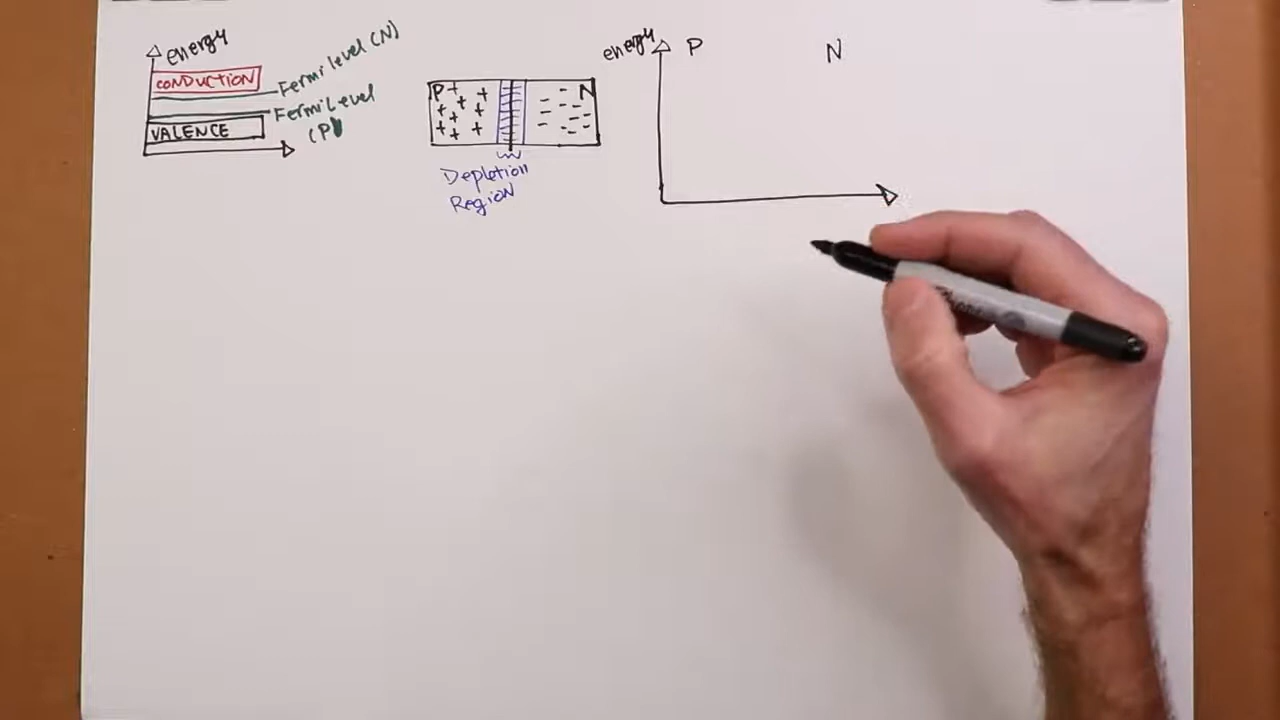 energy
CONDUCTION
Fermi level (N)
Fermi Level
(P)
VALENCE
P
N
Depletion
Region
energy
P
N